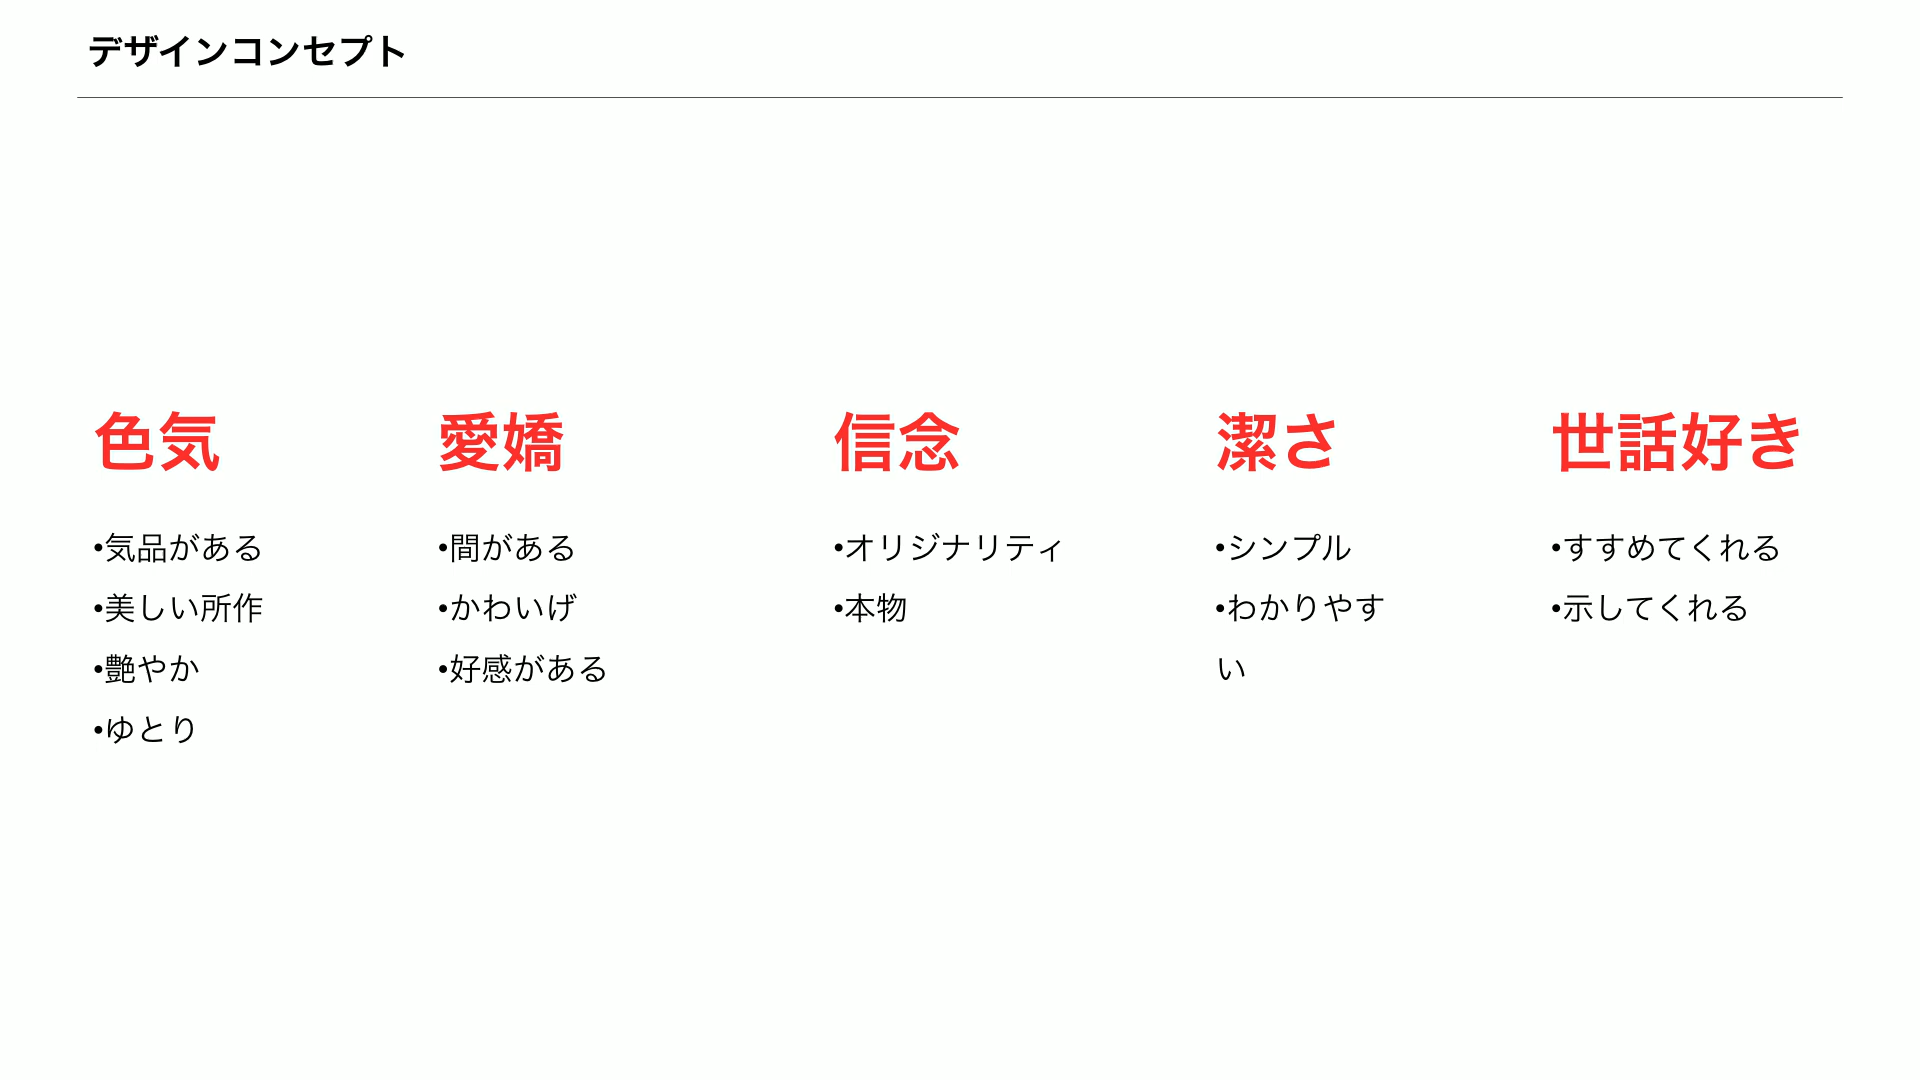 デザインコンセプト
色気
•気品がある
•美しい所作
•艶やか
•ゆとり
愛嬌
•間がある
•かわいげ
•好感がある
信念
•オリジナリティ
•本物
潔さ
•シンプル
•わかりやす
い
世話好き
•すすめてくれる
•示してくれる